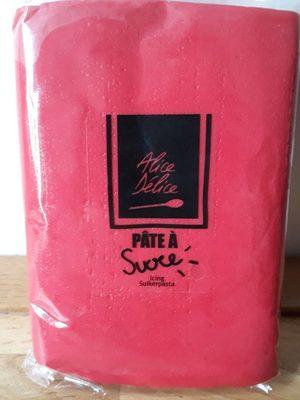 Alice
Délice
PÂTE À
Sucre
Icing
Suikerpasta